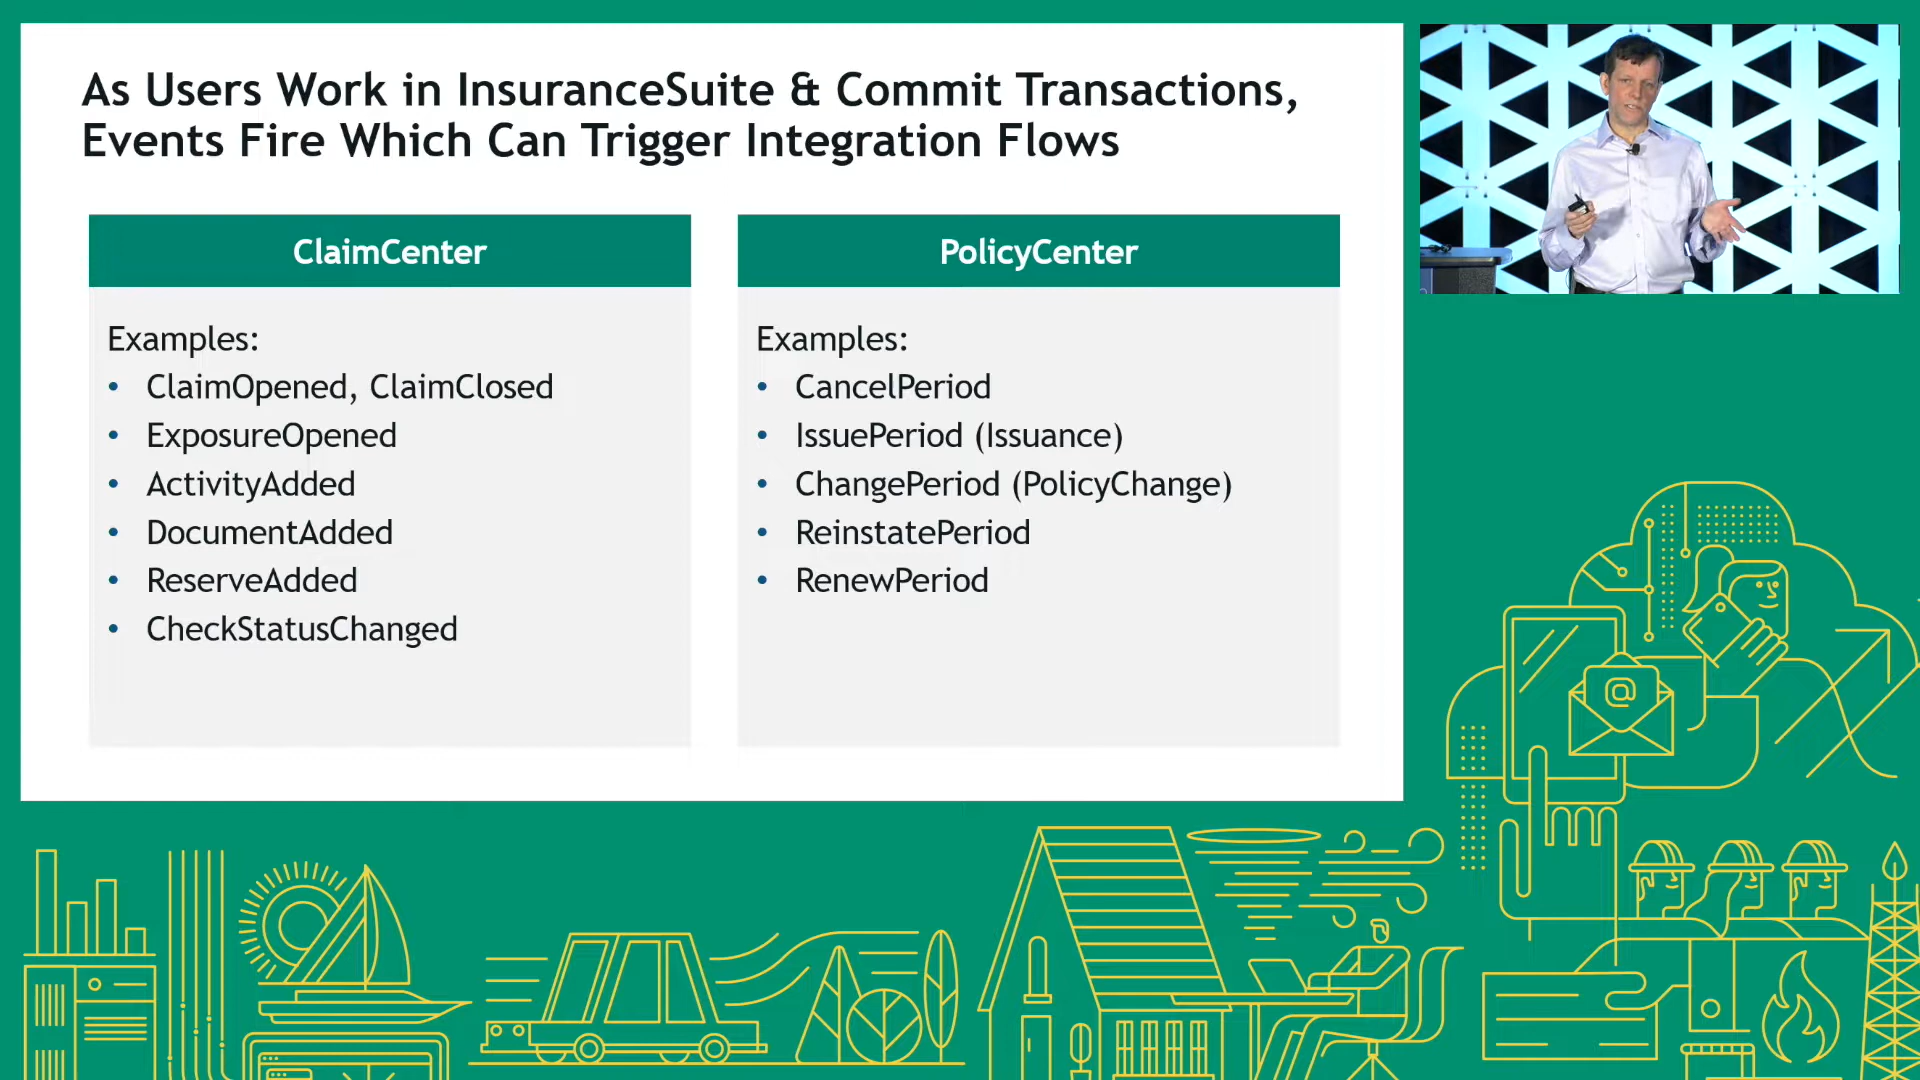 As Users Work in InsuranceSuite & Commit Transactions,
Events Fire Which Can Trigger Integration Flows
ClaimCenter
Examples:
• ClaimOpened, ClaimClosed
• ExposureOpened
• ActivityAdded
• DocumentAdded
• ReserveAdded
• CheckStatusChanged
PolicyCenter
Examples:
• CancelPeriod
• IssuePeriod (Issuance)
• ChangePeriod (PolicyChange)
• ReinstatePeriod
• RenewPeriod
@